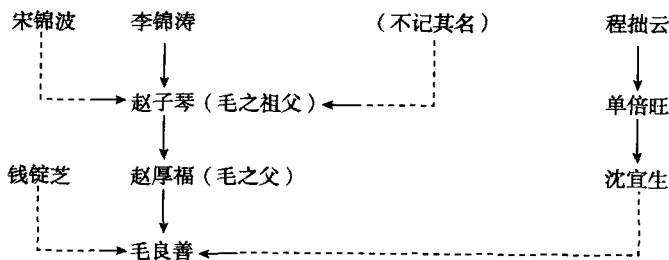 宋锦波 李锦涛 （不记其名） 程拙云
赵子琴（毛之祖父） 单倍旺
钱锭芝 赵厚福（毛之父） 沈宜生
毛良善